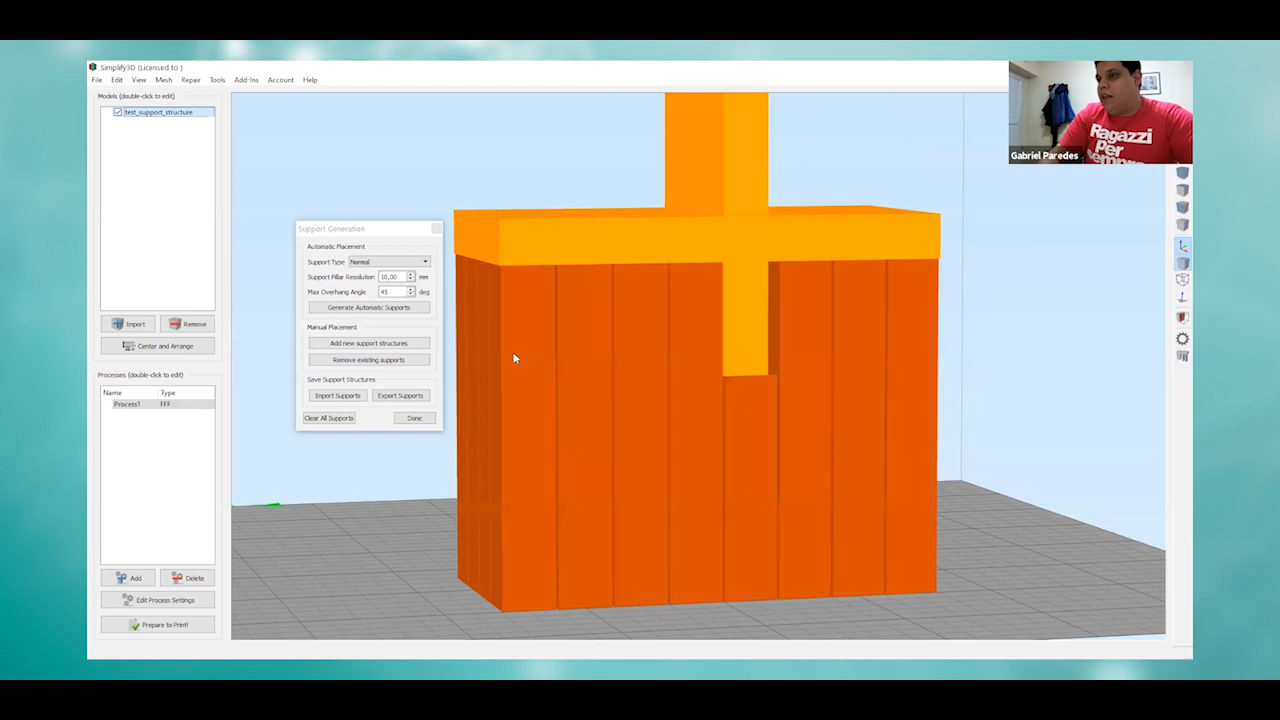 Simplify3D (Licensed to )
File Edit View Mesh Repair Tools Add-Ins Account Help
Models (double-click to edit)
test_support_structure
Import Remove
Center and Arrange
Processes (double-click to edit)
Name Type
Process1 FFF
Add Delete
Edit Process Settings
Prepare to Print!
Support Generation
Automatic Placement
Support Type Normal
Support Pillar Resolution 10,00 mm
Max Overhang Angle 45 deg
Generate Automatic Supports
Manual Placement
Add new support structures
Remove existing supports
Save Support Structures
Import Supports Export Supports
Clear All Supports Done
Ragazzi
per
sempre
Gabriel Paredes